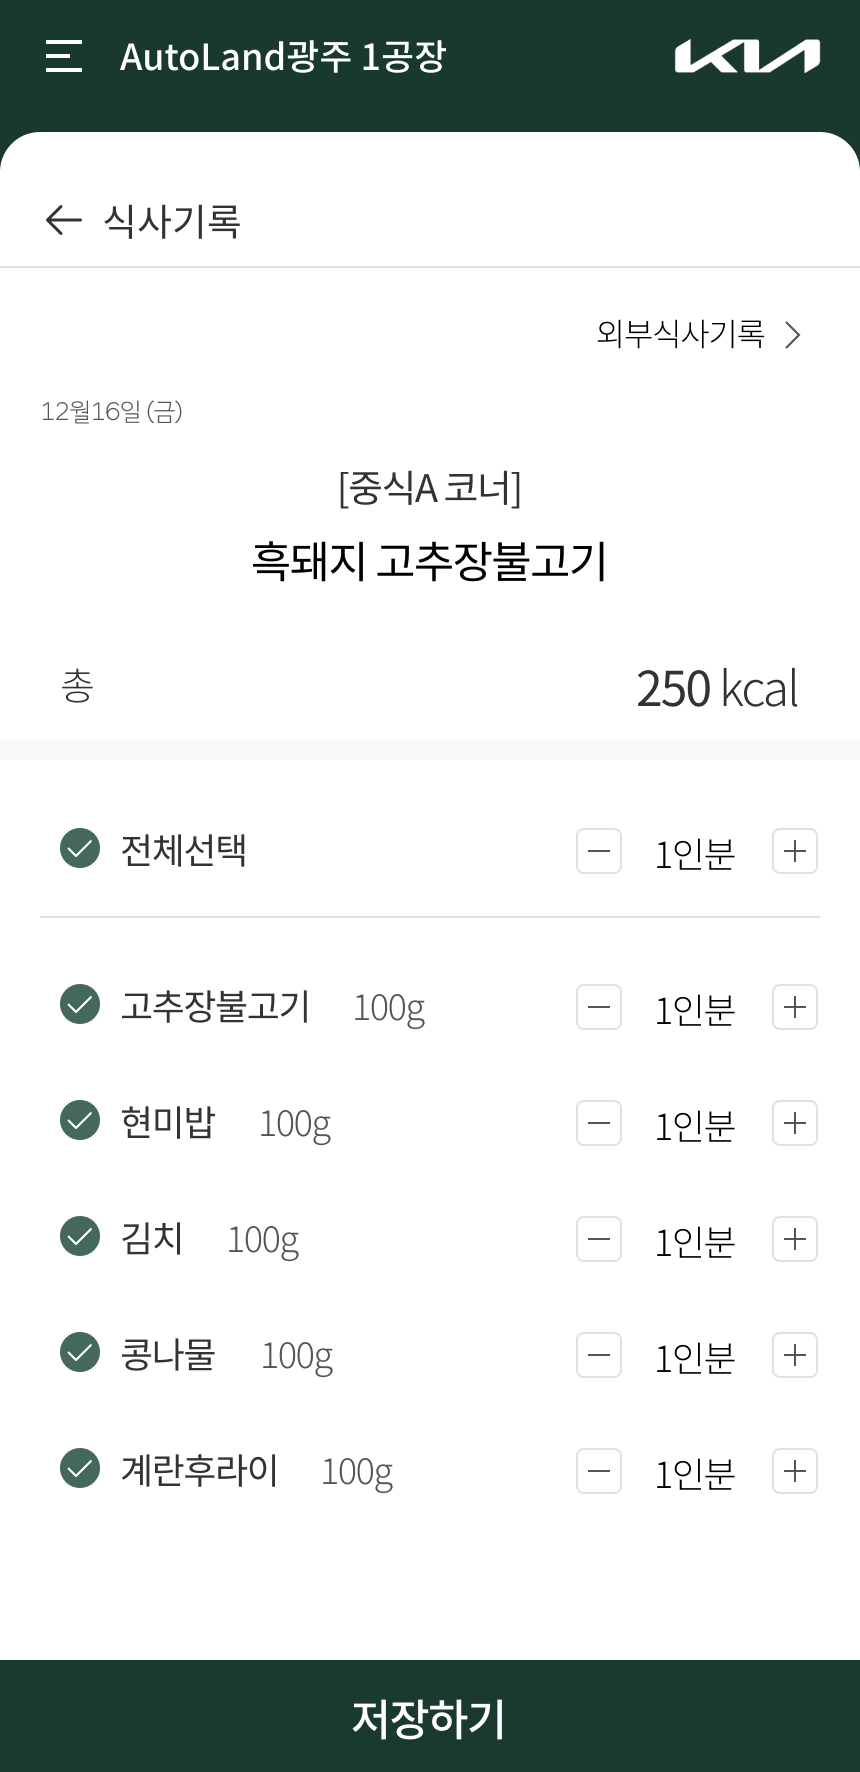 AutoLand광주 1공장 KIA
식사기록
외부식사기록
12월16일 (금)
[중식A 코너]
흑돼지 고추장불고기
총 250 kcal
전체선택 1인분
고추장불고기 100g 1인분
현미밥 100g 1인분
김치 100g 1인분
콩나물 100g 1인분
계란후라이 100g 1인분
저장하기